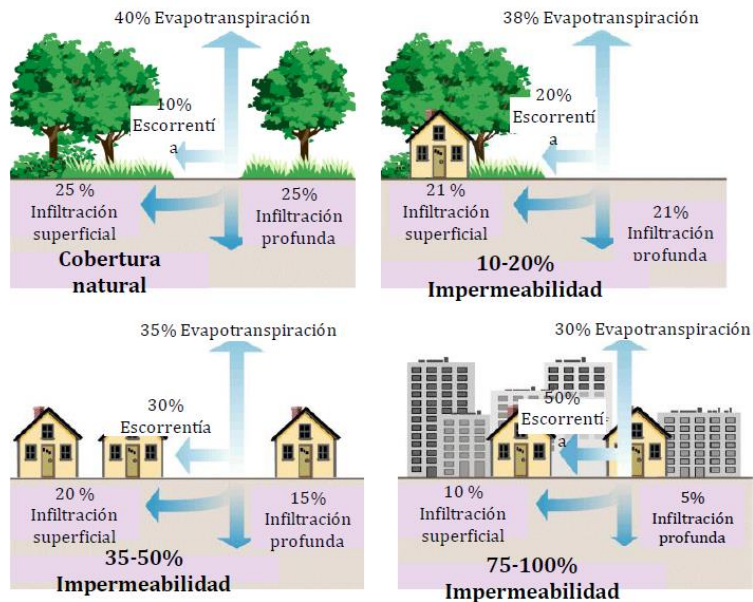 40% Evapotranspiración
10%
Escorrentí
a
25 %
Infiltración
superficial
25%
Infiltración
profunda
Cobertura
natural
38% Evapotranspiración
20%
Escorrentí
a
21 %
Infiltración
superficial
21%
Infiltración
profunda
10-20%
Impermeabilidad
35% Evapotranspiración
30%
Escorrentía
20 %
Infiltración
superficial
15%
Infiltración
profunda
35-50%
Impermeabilidad
30% Evapotranspiración
50%
Escorrentí
a
10 %
Infiltración
superficial
5%
Infiltración
profunda
75-100%
Impermeabilidad